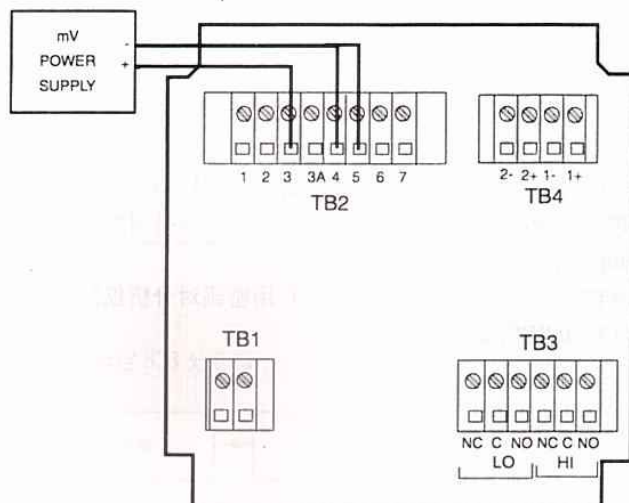 mV
POWER
SUPPLY
-
+
1 2 3 3A 4 5 6 7
TB2
2- 2+ 1- 1+
TB4
TB1
TB3
NC C NO NC C NO
LO HI